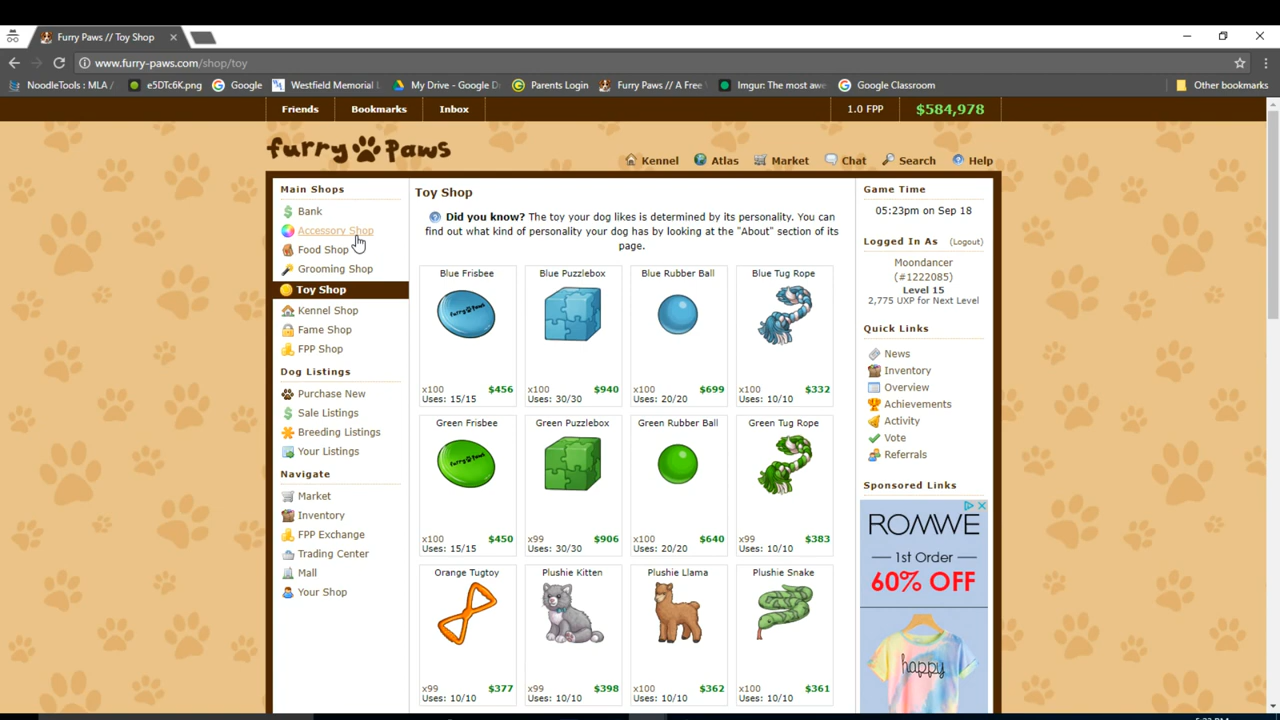 Furry Paws // Toy Shop
www.furry-paws.com/shop/toy
NoodleTools : MLA /
e5DTc6K.png
Google
Westfield Memorial L
My Drive - Google D
Parents Login
Furry Paws // A Free
Imgur: The most awe
Google Classroom
Other bookmarks
Friends
Bookmarks
Inbox
1.0 FPP
$584,978
furry Paws
Kennel
Atlas
Market
Chat
Search
Help
Main Shops
Bank
Accessory Shop
Food Shop
Grooming Shop
Toy Shop
Kennel Shop
Fame Shop
FPP Shop
Dog Listings
Purchase New
Sale Listings
Breeding Listings
Your Listings
Navigate
Market
Inventory
FPP Exchange
Trading Center
Mall
Your Shop
Toy Shop
Did you know? The toy your dog likes is determined by its personality. You can
find out what kind of personality your dog has by looking at the "About" section of its
page.
Blue Frisbee
furry Paws
x100 $456
Uses: 15/15
Blue Puzzlebox
x100 $940
Uses: 30/30
Blue Rubber Ball
x100 $699
Uses: 20/20
Blue Tug Rope
x100 $332
Uses: 10/10
Green Frisbee
furry Paws
x100 $450
Uses: 15/15
Green Puzzlebox
x99 $906
Uses: 30/30
Green Rubber Ball
x100 $640
Uses: 20/20
Green Tug Rope
x99 $383
Uses: 10/10
Orange Tugtoy
x99 $377
Uses: 10/10
Plushie Kitten
x99 $398
Uses: 10/10
Plushie Llama
x100 $362
Uses: 10/10
Plushie Snake
x100 $361
Uses: 10/10
Game Time
05:23pm on Sep 18
Logged In As (Logout)
Moondancer
(#1222085)
Level 15
2,775 UXP for Next Level
Quick Links
News
Inventory
Overview
Achievements
Activity
Vote
Referrals
Sponsored Links
ROMWE
1st Order
60% OFF
happy